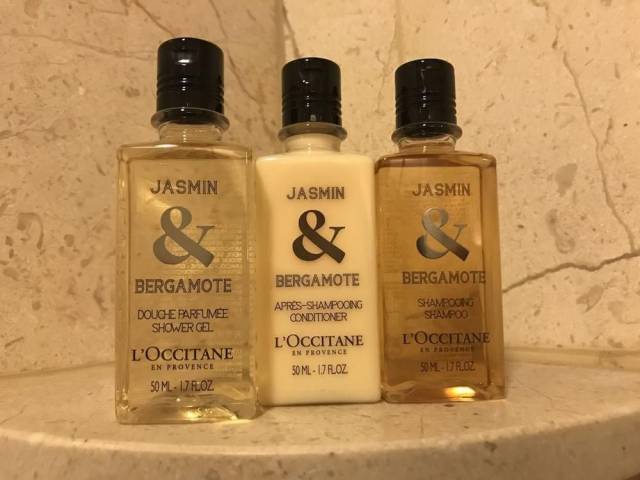 JASMIN
&
BERGAMOTE
DOUCHE PARFUMÉE
SHOWER GEL
L'OCCITANE
EN PROVENCE
50 ML - 1.7 FL.OZ.
JASMIN
&
BERGAMOTE
APRÈS-SHAMPOOING
CONDITIONER
L'OCCITANE
EN PROVENCE
50 ML - 1.7 FL.OZ.
JASMIN
&
BERGAMOTE
SHAMPOOING
SHAMPOO
L'OCCITANE
EN PROVENCE
50 ML - 1.7 FL.OZ.